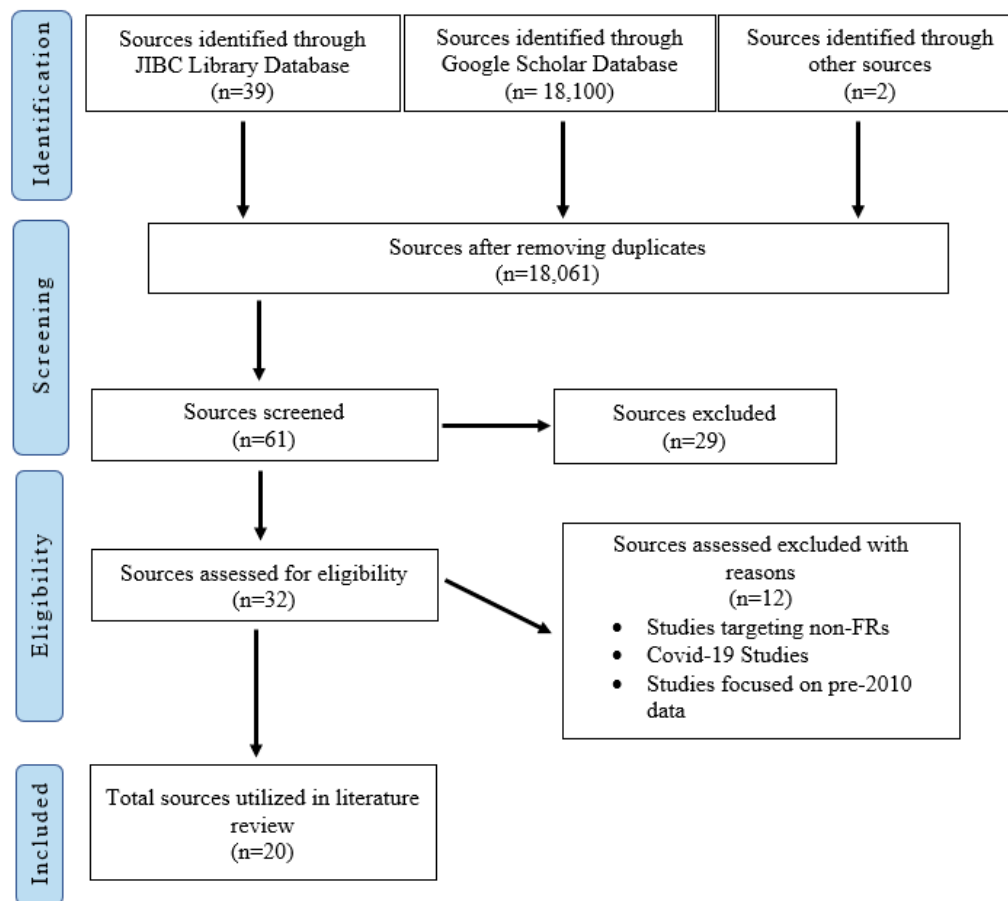 Identification
Sources identified through
JIBC Library Database
(n=39)
Sources identified through
Google Scholar Database
(n= 18,100)
Sources identified through
other sources
(n=2)
Screening
Sources after removing duplicates
(n=18,061)
Sources screened
(n=61)
Sources excluded
(n=29)
Eligibility
Sources assessed for eligibility
(n=32)
Sources assessed excluded with
reasons
(n=12)
• Studies targeting non-FRs
• Covid-19 Studies
• Studies focused on pre-2010
data
Included
Total sources utilized in literature
review
(n=20)